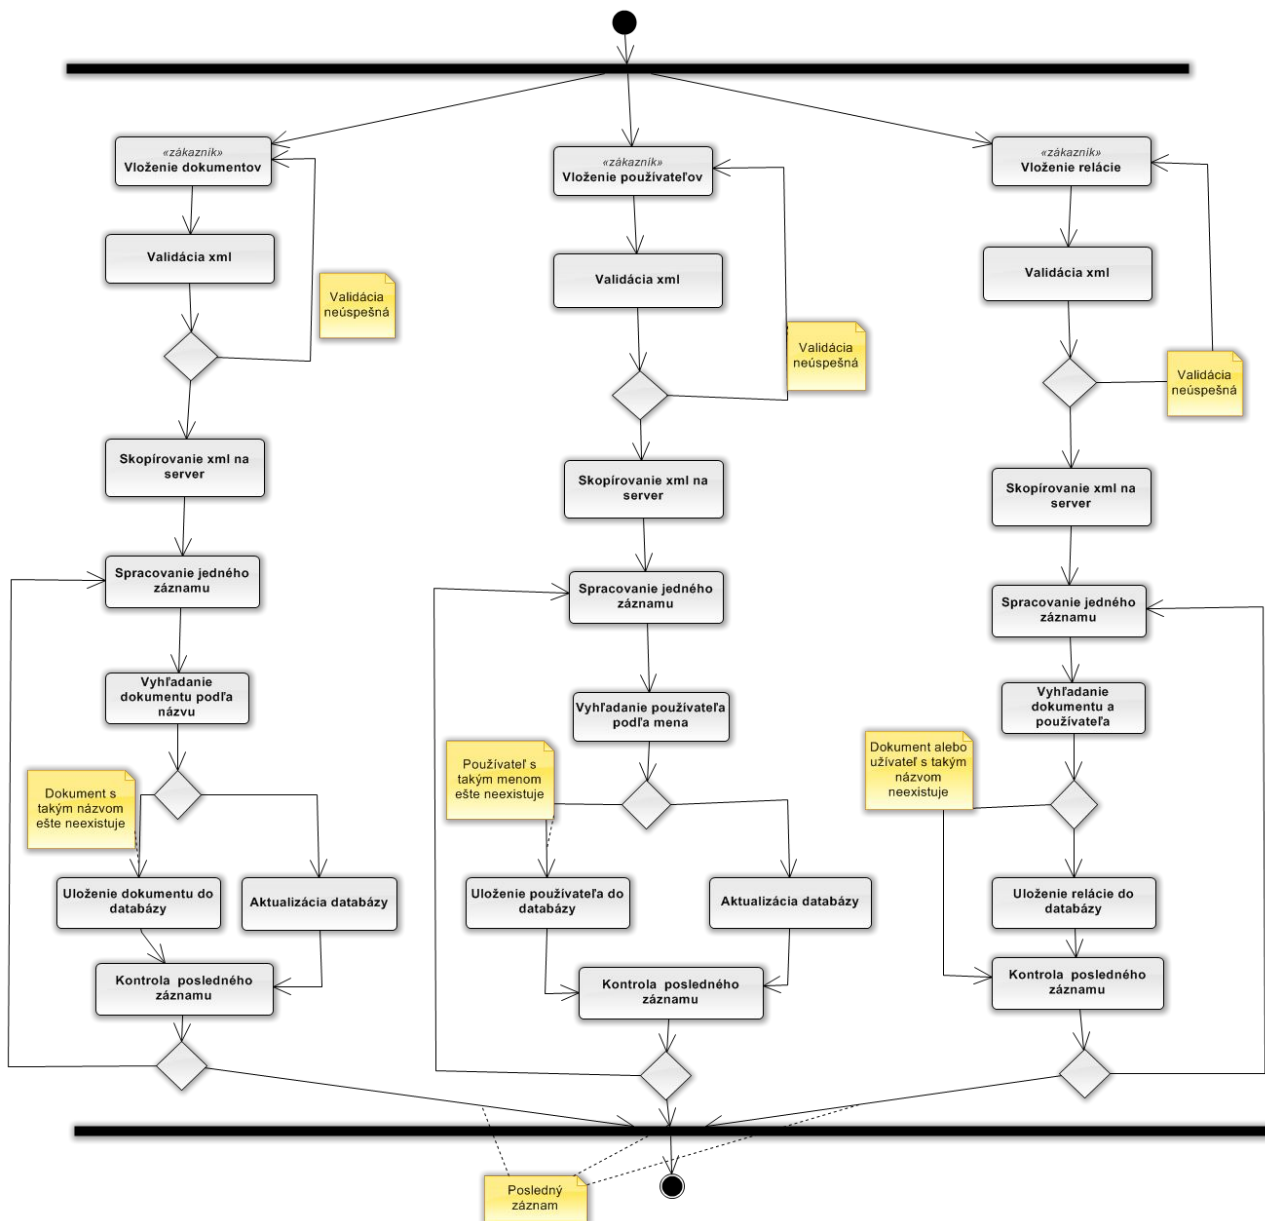 «zákaznik»
Vloženie dokumentov
Validácia xml
Validácia
neúspešná
Skopírovanie xml na
server
Spracovanie jedného
záznamu
Vyhľadanie
dokumentu podľa
názvu
Dokument s
takým názvom
ešte neexistuje
Uloženie dokumentu do
databázy
Aktualizácia databázy
Kontrola  posledného
záznamu
«zákaznik»
Vloženie používateľov
Validácia xml
Validácia
neúspešná
Skopírovanie xml na
server
Spracovanie jedného
záznamu
Vyhľadanie používateľa
podľa mena
Používateľ s
takým menom
ešte neexistuje
Uloženie používateľa do
databázy
Aktualizácia databázy
Kontrola  posledného
záznamu
«zákaznik»
Vloženie relácie
Validácia xml
Validácia
neúspešná
Skopírovanie xml na
server
Spracovanie jedného
záznamu
Vyhľadanie
dokumentu a
používateľa
Dokument alebo
užívateľ s takým
názvom
neexistuje
Uloženie relácie do
databázy
Kontrola  posledného
záznamu
Posledný
záznam